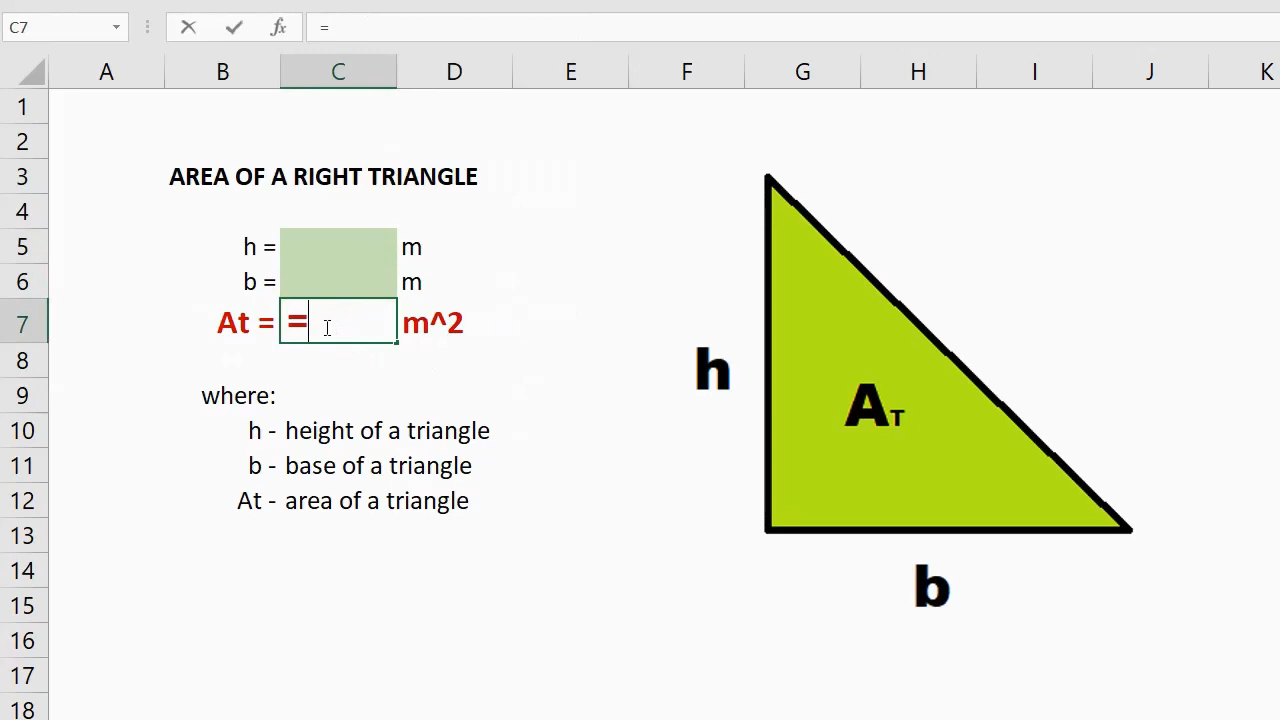 C7 fx =
A B C D E F G H I J K
1
2
3 AREA OF A RIGHT TRIANGLE
4
5 h = m
6 b = m
7 At = = m^2
8
9 where:
10 h - height of a triangle
11 b - base of a triangle
12 At - area of a triangle
13
14
15
16
17
18
h
AT
b